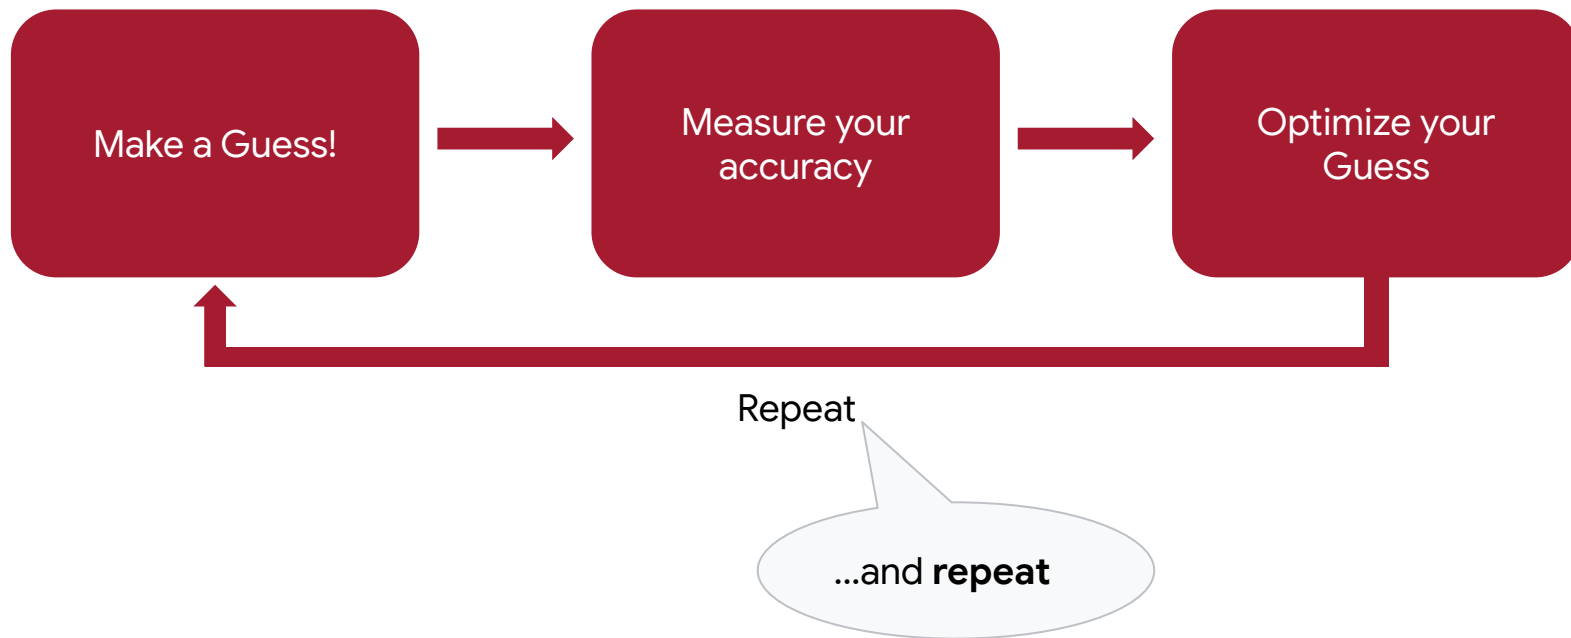 Make a Guess!
Measure your
accuracy
Optimize your
Guess
Repeat
...and repeat